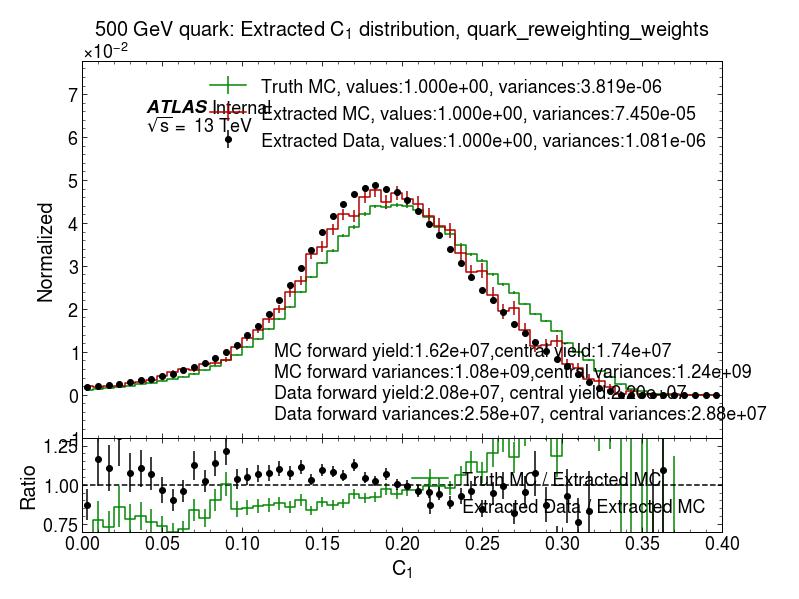 500 GeV quark: Extracted C₁ distribution, quark_reweighting_weights
×10⁻²
Truth MC, values:1.000e+00, variances:3.819e-06
ATLAS Internal
Extracted MC, values:1.000e+00, variances:7.450e-05
√s = 13 TeV
Extracted Data, values:1.000e+00, variances:1.081e-06
7
6
5
4
3
2
1
0
Normalized
MC forward yield:1.62e+07,central yield:1.74e+07
MC forward variances:1.08e+09,central variances:1.24e+09
Data forward yield:2.08e+07, central yield:2.20e+07
Data forward variances:2.58e+07, central variances:2.88e+07
1.25
1.00
0.75
Ratio
Truth MC / Extracted MC
Extracted Data / Extracted MC
0.00 0.05 0.10 0.15 0.20 0.25 0.30 0.35 0.40
C₁